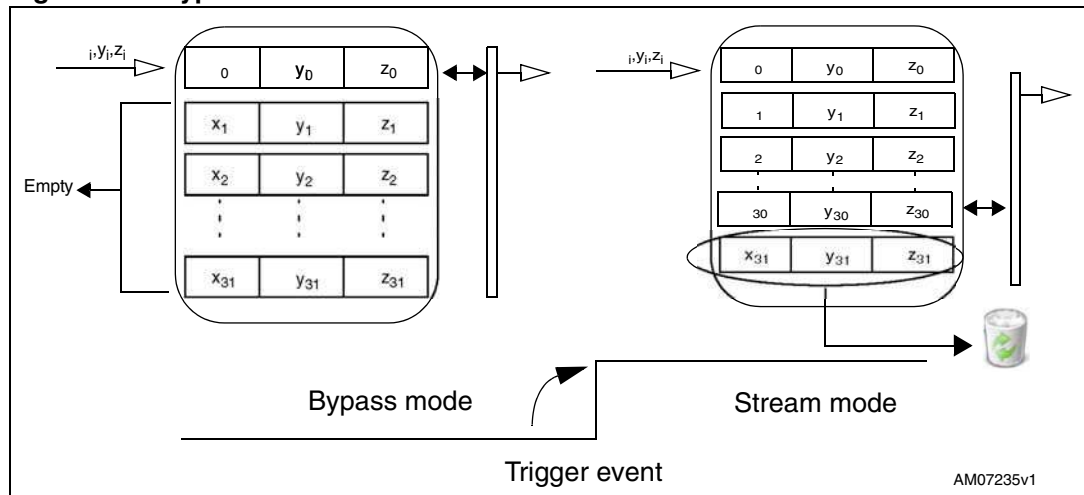 i,yi,zi
0 y0 z0
x1 y1 z1
x2 y2 z2
x31 y31 z31
Empty
i,yi,zi
0 y0 z0
1 y1 z1
2 y2 z2
30 y30 z30
x31 y31 z31
Bypass mode
Stream mode
Trigger event
AM07235v1